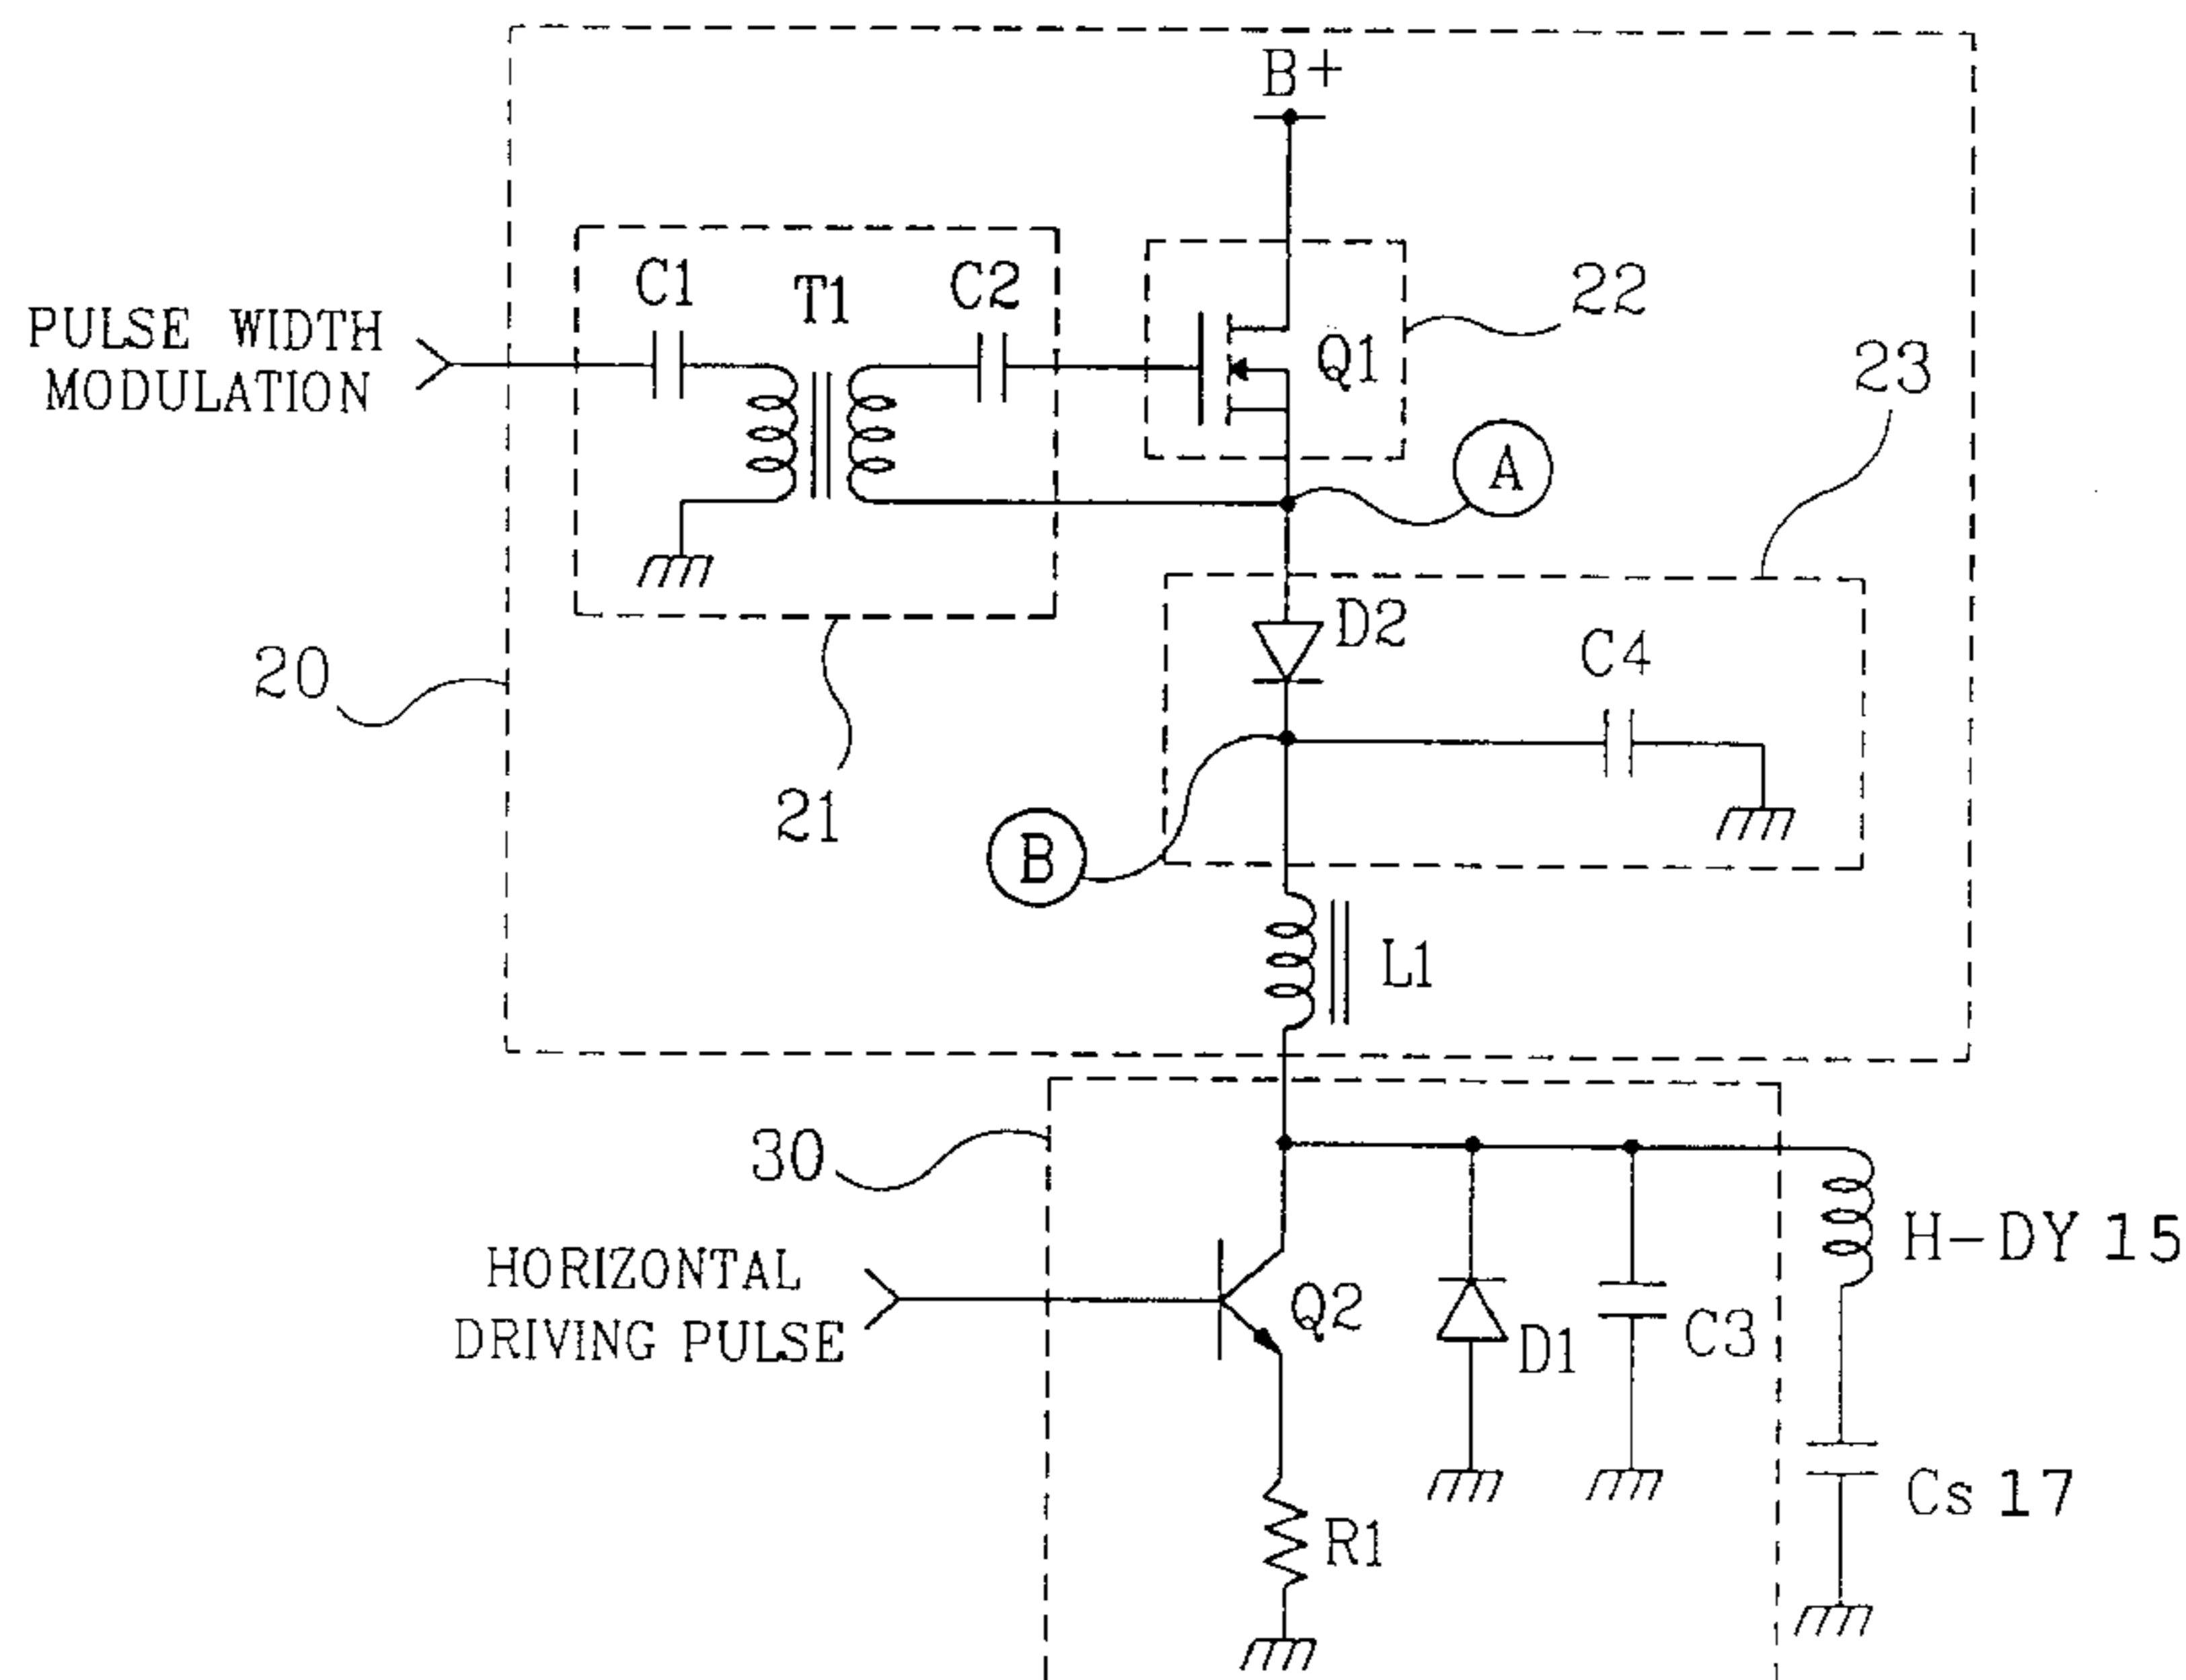 B+
C1
T1
C2
22
PULSE WIDTH
MODULATION
Q1
23
A
D2
C4
20
21
B
L1
30
H-DY 15
HORIZONTAL
DRIVING PULSE
Q2
D1
C3
Cs 17
R1